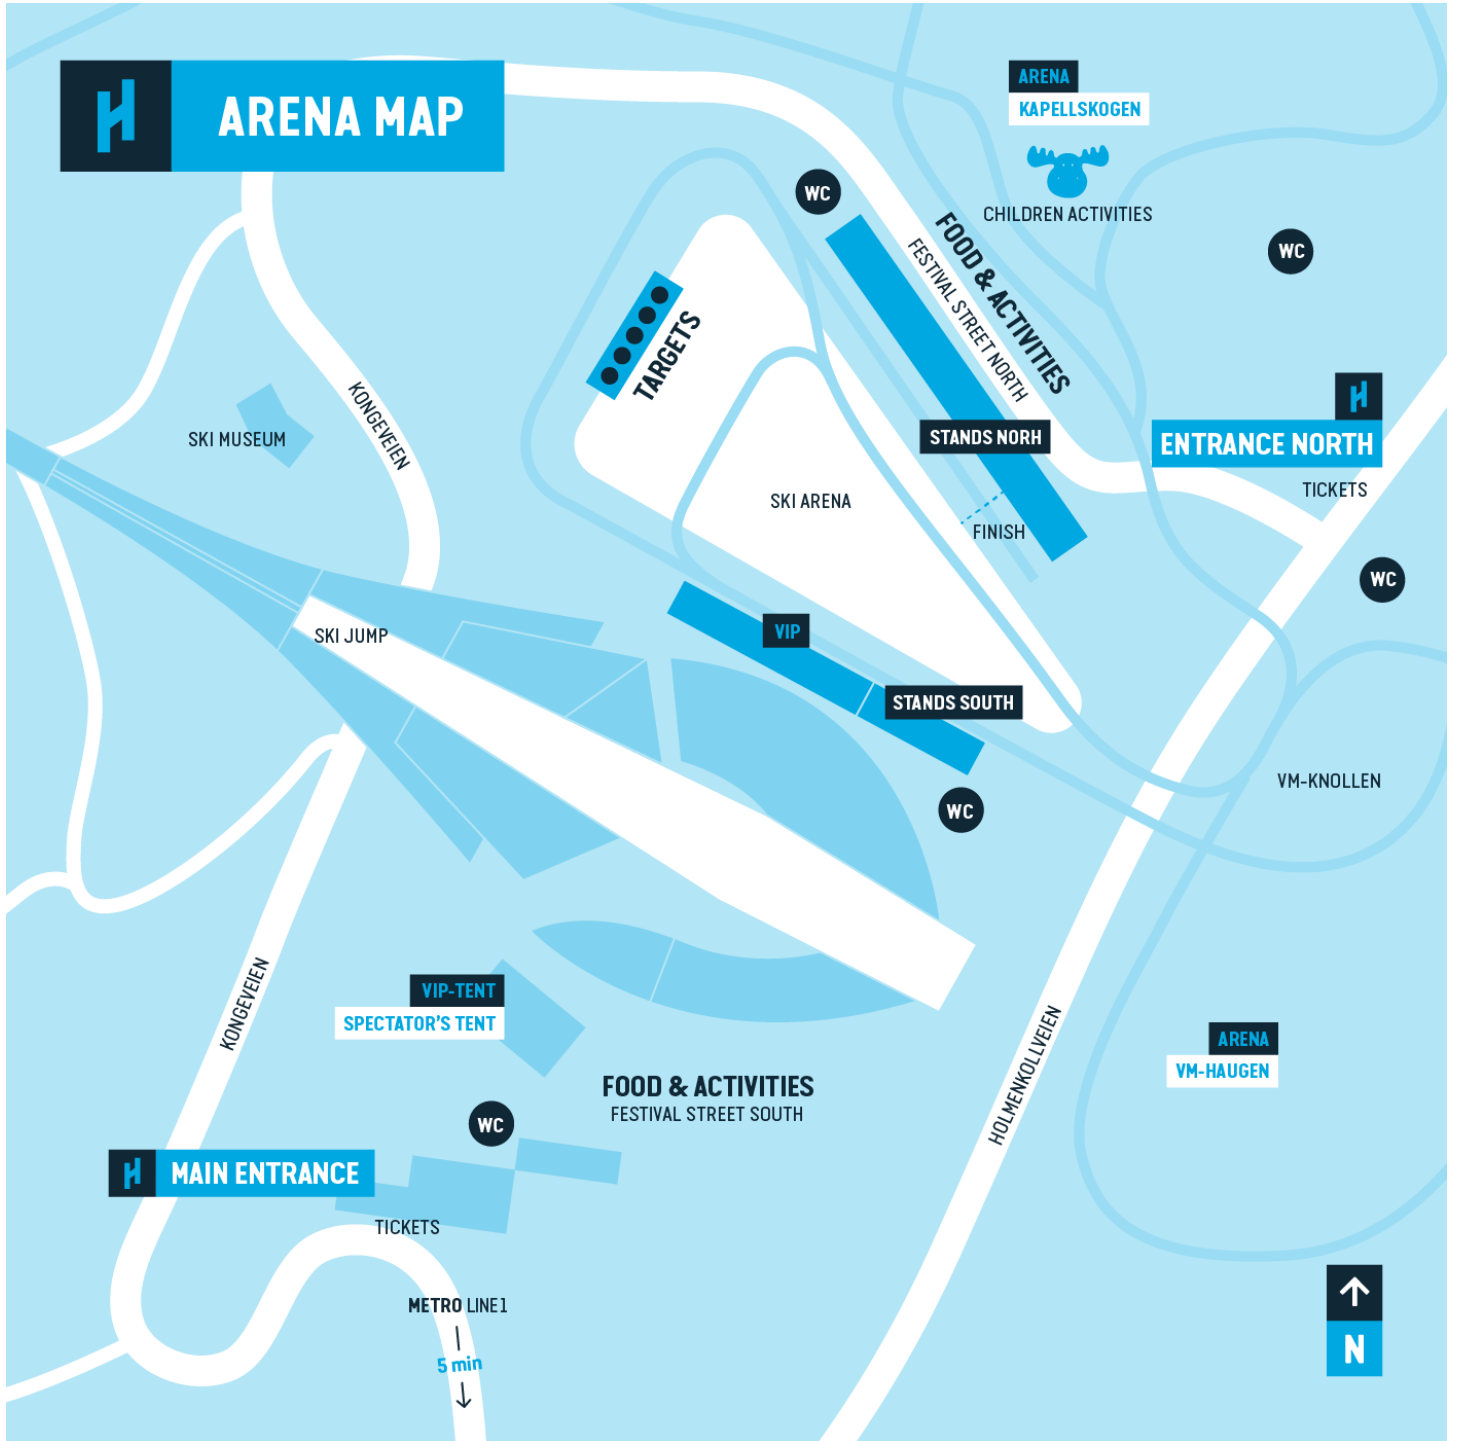 ARENA MAP
ARENA
KAPELLSKOGEN
CHILDREN ACTIVITIES
WC
WC
FOOD & ACTIVITIES
FESTIVAL STREET NORTH
TARGETS
KONGEVEIEN
SKI MUSEUM
STANDS NORH
ENTRANCE NORTH
TICKETS
SKI ARENA
FINISH
WC
SKI JUMP
VIP
STANDS SOUTH
VM-KNOLLEN
WC
KONGEVEIEN
VIP-TENT
SPECTATOR'S TENT
HOLMENKOLLVEIEN
ARENA
VM-HAUGEN
FOOD & ACTIVITIES
FESTIVAL STREET SOUTH
WC
MAIN ENTRANCE
TICKETS
METRO LINE 1
5 min
N